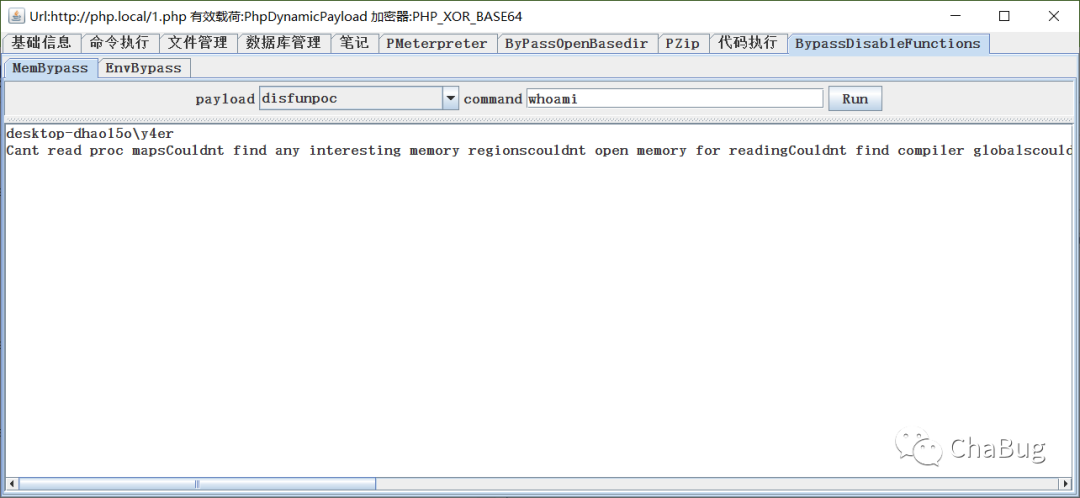 Url:http://php.local/1.php 有效载荷:PhpDynamicPayload 加密器:PHP_XOR_BASE64
基础信息 命令执行 文件管理 数据库管理 笔记 PMeterpreter ByPassOpenBasedir PZip 代码执行 BypassDisableFunctions
MemBypass EnvBypass
payload disfunpoc command whoami Run
desktop-dhao15o\y4er
Cant read proc mapsCouldnt find any interesting memory regionscouldnt open memory for readingCouldnt find compiler globalscould
ChaBug